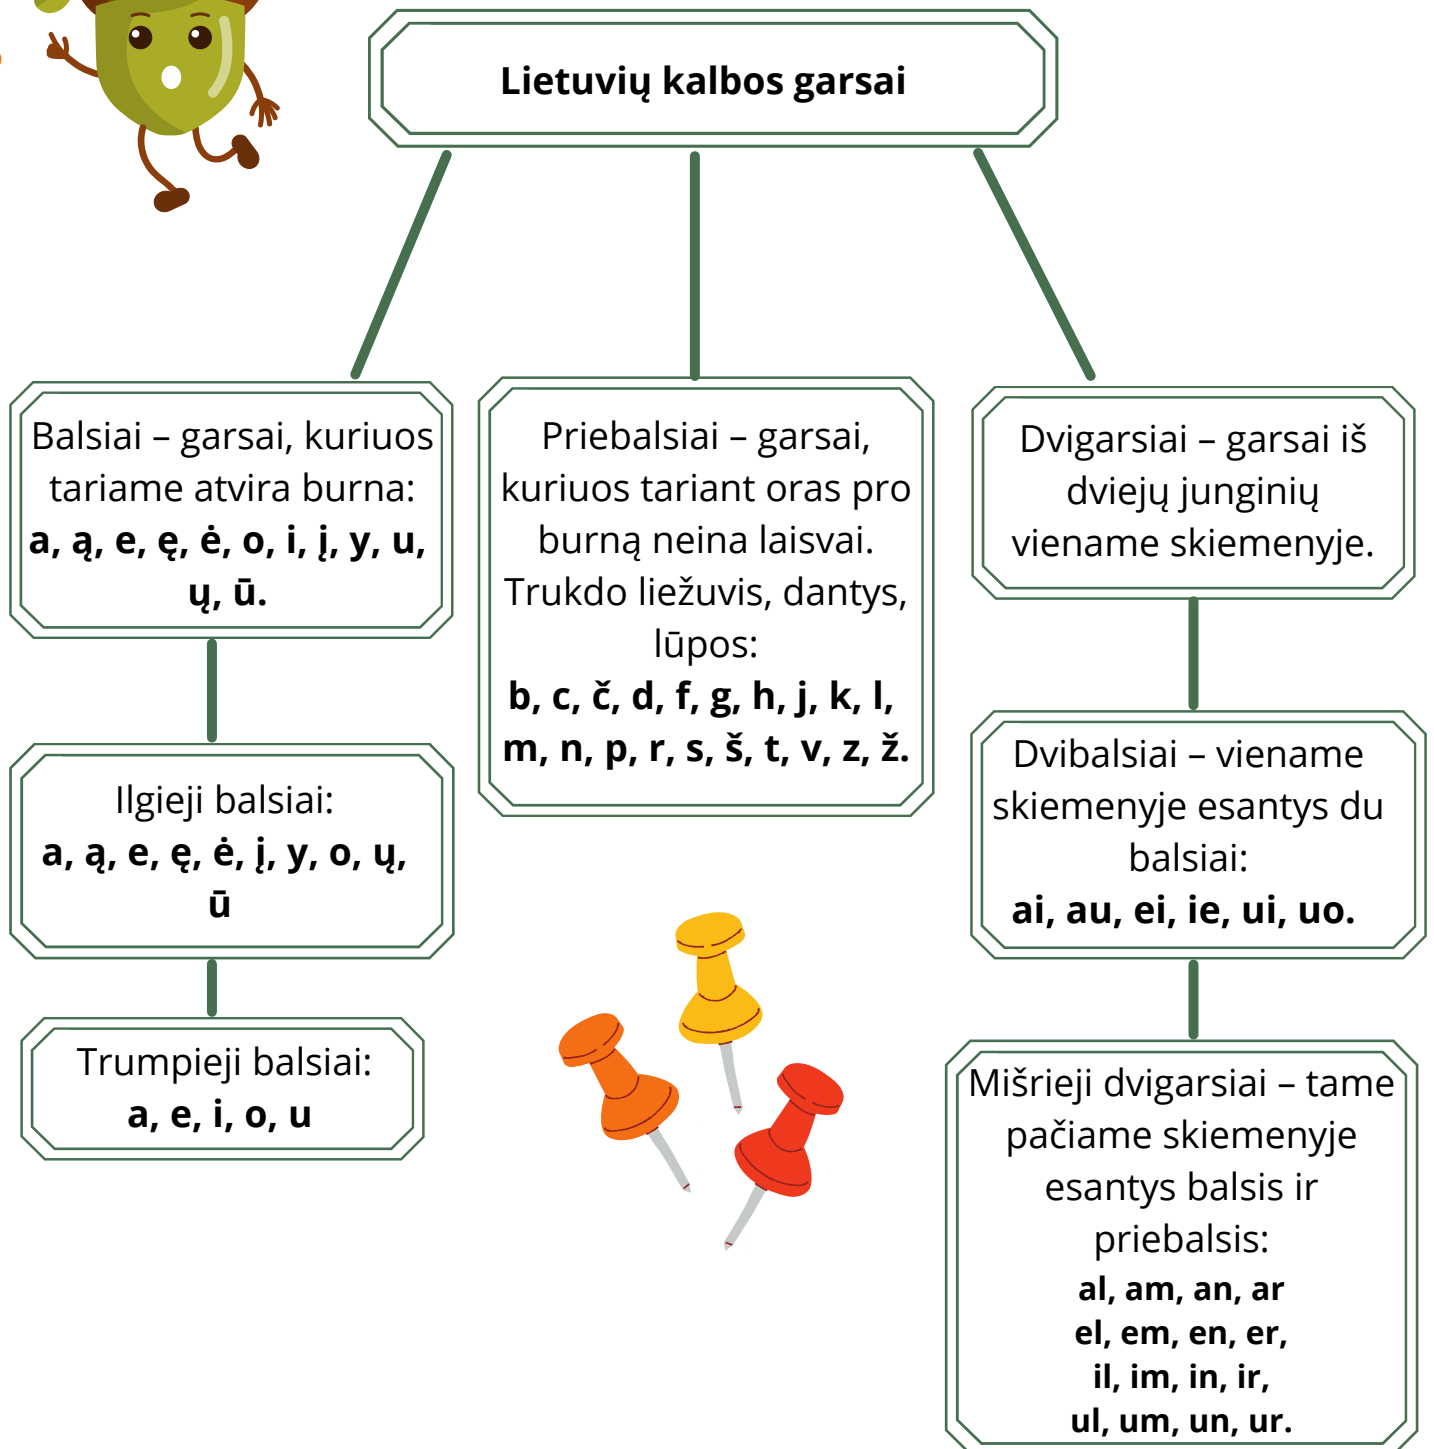 Lietuvių kalbos garsai
Balsiai – garsai, kuriuos
tariame atvira burna:
a, ą, e, ę, ė, o, i, į, y, u,
ų, ū.
Ilgieji balsiai:
a, ą, e, ę, ė, į, y, o, ų,
ū
Trumpieji balsiai:
a, e, i, o, u
Priebalsiai – garsai,
kuriuos tariant oras pro
burną neina laisvai.
Trukdo liežuvis, dantys,
lūpos:
b, c, č, d, f, g, h, j, k, l,
m, n, p, r, s, š, t, v, z, ž.
Dvigarsiai – garsai iš
dviejų junginių
viename skiemenyje.
Dvibalsiai – viename
skiemenyje esantys du
balsiai:
ai, au, ei, ie, ui, uo.
Mišrieji dvigarsiai – tame
pačiame skiemenyje
esantys balsis ir
priebalsis:
al, am, an, ar
el, em, en, er,
il, im, in, ir,
ul, um, un, ur.